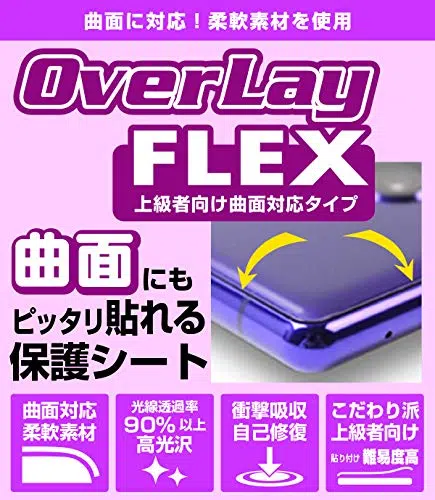 曲面に対応！柔軟素材を使用
OverLay
FLEX
上級者向け曲面対応タイプ
曲面にも
ピッタリ貼れる
保護シート
曲面対応
柔軟素材
光線透過率
90%以上
高光沢
衝撃吸収
自己修復
こだわり派
上級者向け
貼り付け 難易度高